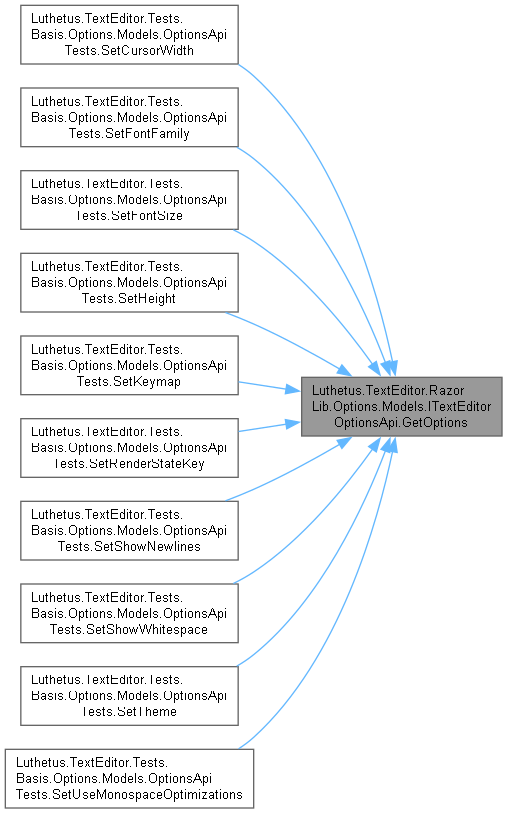 Luthetus.TextEditor.Tests.
Basis.Options.Models.OptionsApi
Tests.SetCursorWidth
Luthetus.TextEditor.Tests.
Basis.Options.Models.OptionsApi
Tests.SetFontFamily
Luthetus.TextEditor.Tests.
Basis.Options.Models.OptionsApi
Tests.SetFontSize
Luthetus.TextEditor.Tests.
Basis.Options.Models.OptionsApi
Tests.SetHeight
Luthetus.TextEditor.Tests.
Basis.Options.Models.OptionsApi
Tests.SetKeymap
Luthetus.TextEditor.Razor
Lib.Options.Models.ITextEditor
OptionsApi.GetOptions
Luthetus.TextEditor.Tests.
Basis.Options.Models.OptionsApi
Tests.SetRenderStateKey
Luthetus.TextEditor.Tests.
Basis.Options.Models.OptionsApi
Tests.SetShowNewlines
Luthetus.TextEditor.Tests.
Basis.Options.Models.OptionsApi
Tests.SetShowWhitespace
Luthetus.TextEditor.Tests.
Basis.Options.Models.OptionsApi
Tests.SetTheme
Luthetus.TextEditor.Tests.
Basis.Options.Models.OptionsApi
Tests.SetUseMonospaceOptimizations